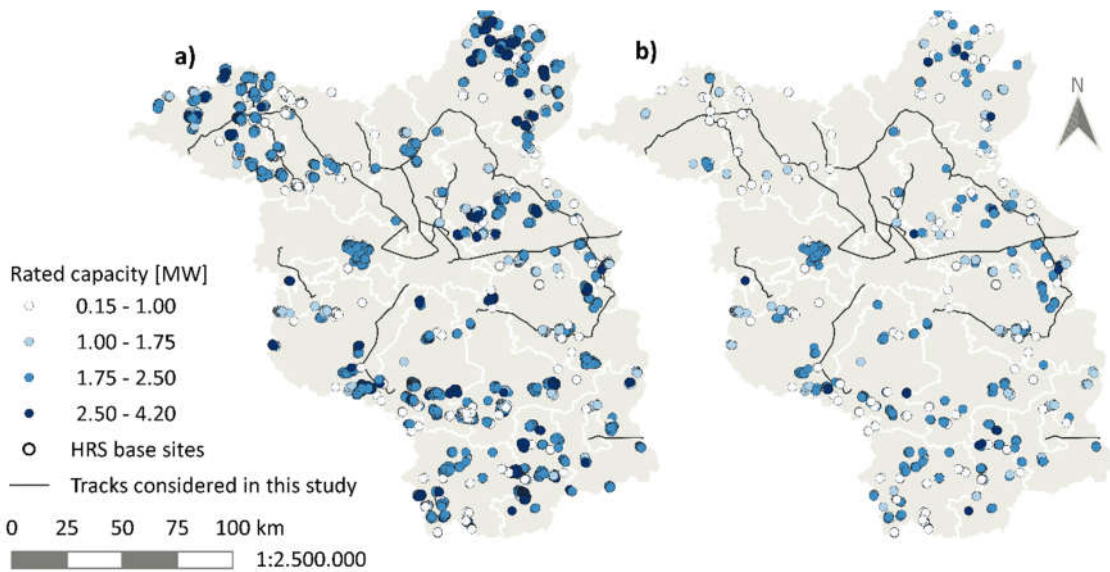 a)
b)
N
Rated capacity [MW]
0.15 - 1.00
1.00 - 1.75
1.75 - 2.50
2.50 - 4.20
HRS base sites
Tracks considered in this study
0 25 50 75 100 km
1:2.500.000